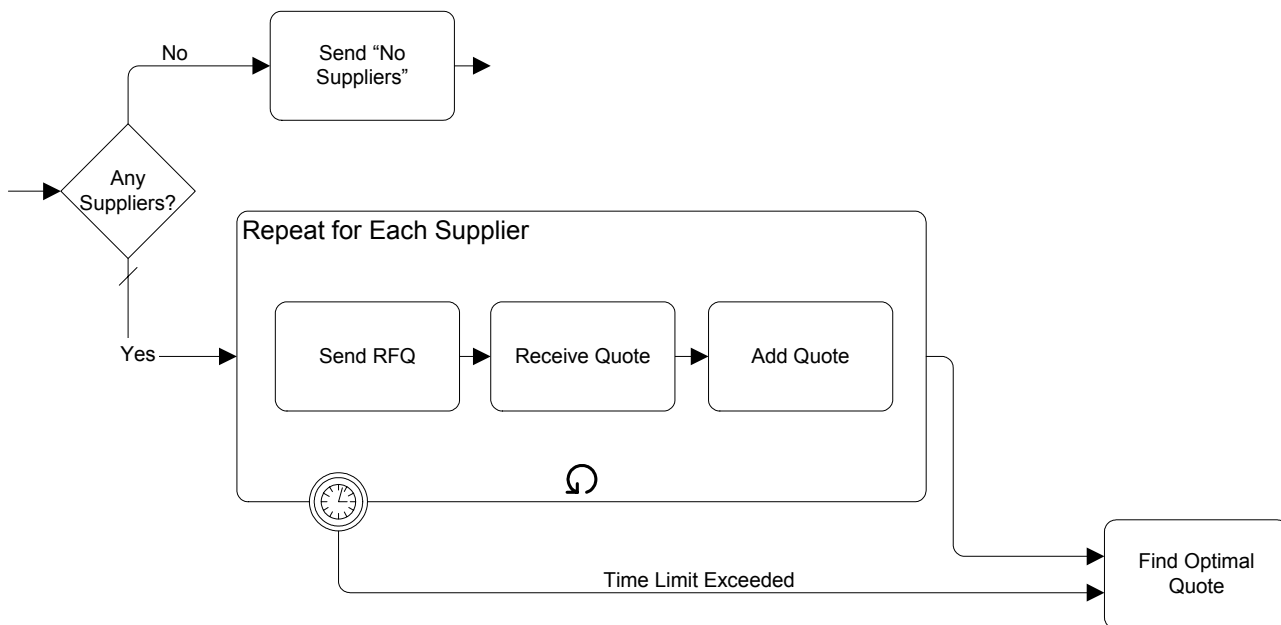 No
Send “No
Suppliers”
Any
Suppliers?
Repeat for Each Supplier
Send RFQ
Receive Quote
Add Quote
Yes
Time Limit Exceeded
Find Optimal
Quote